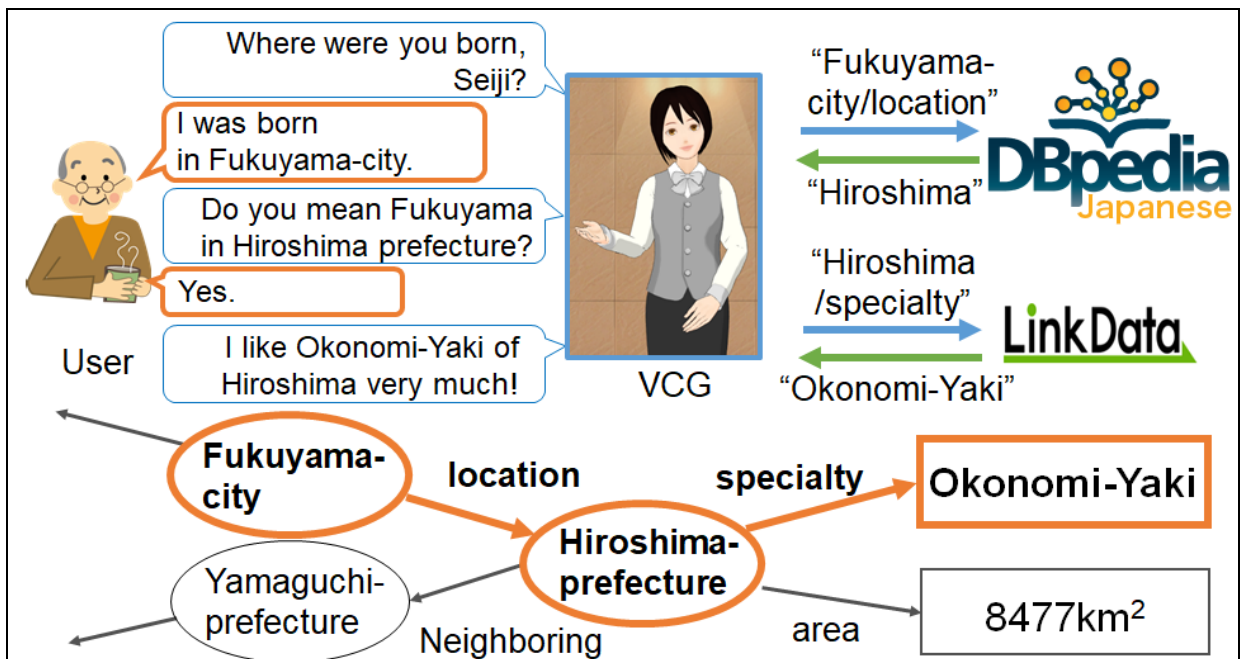 Where were you born,
Seiji?
I was born
in Fukuyama-city.
Do you mean Fukuyama
in Hiroshima prefecture?
Yes.
I like Okonomi-Yaki of
Hiroshima very much!
User
VCG
“Fukuyama-
city/location”
“Hiroshima”
DBpedia
Japanese
“Hiroshima
/specialty”
LinkData
“Okonomi-Yaki”
Fukuyama-
city
location
specialty
Okonomi-Yaki
Hiroshima-
prefecture
Yamaguchi-
prefecture
Neighboring
area
8477km²